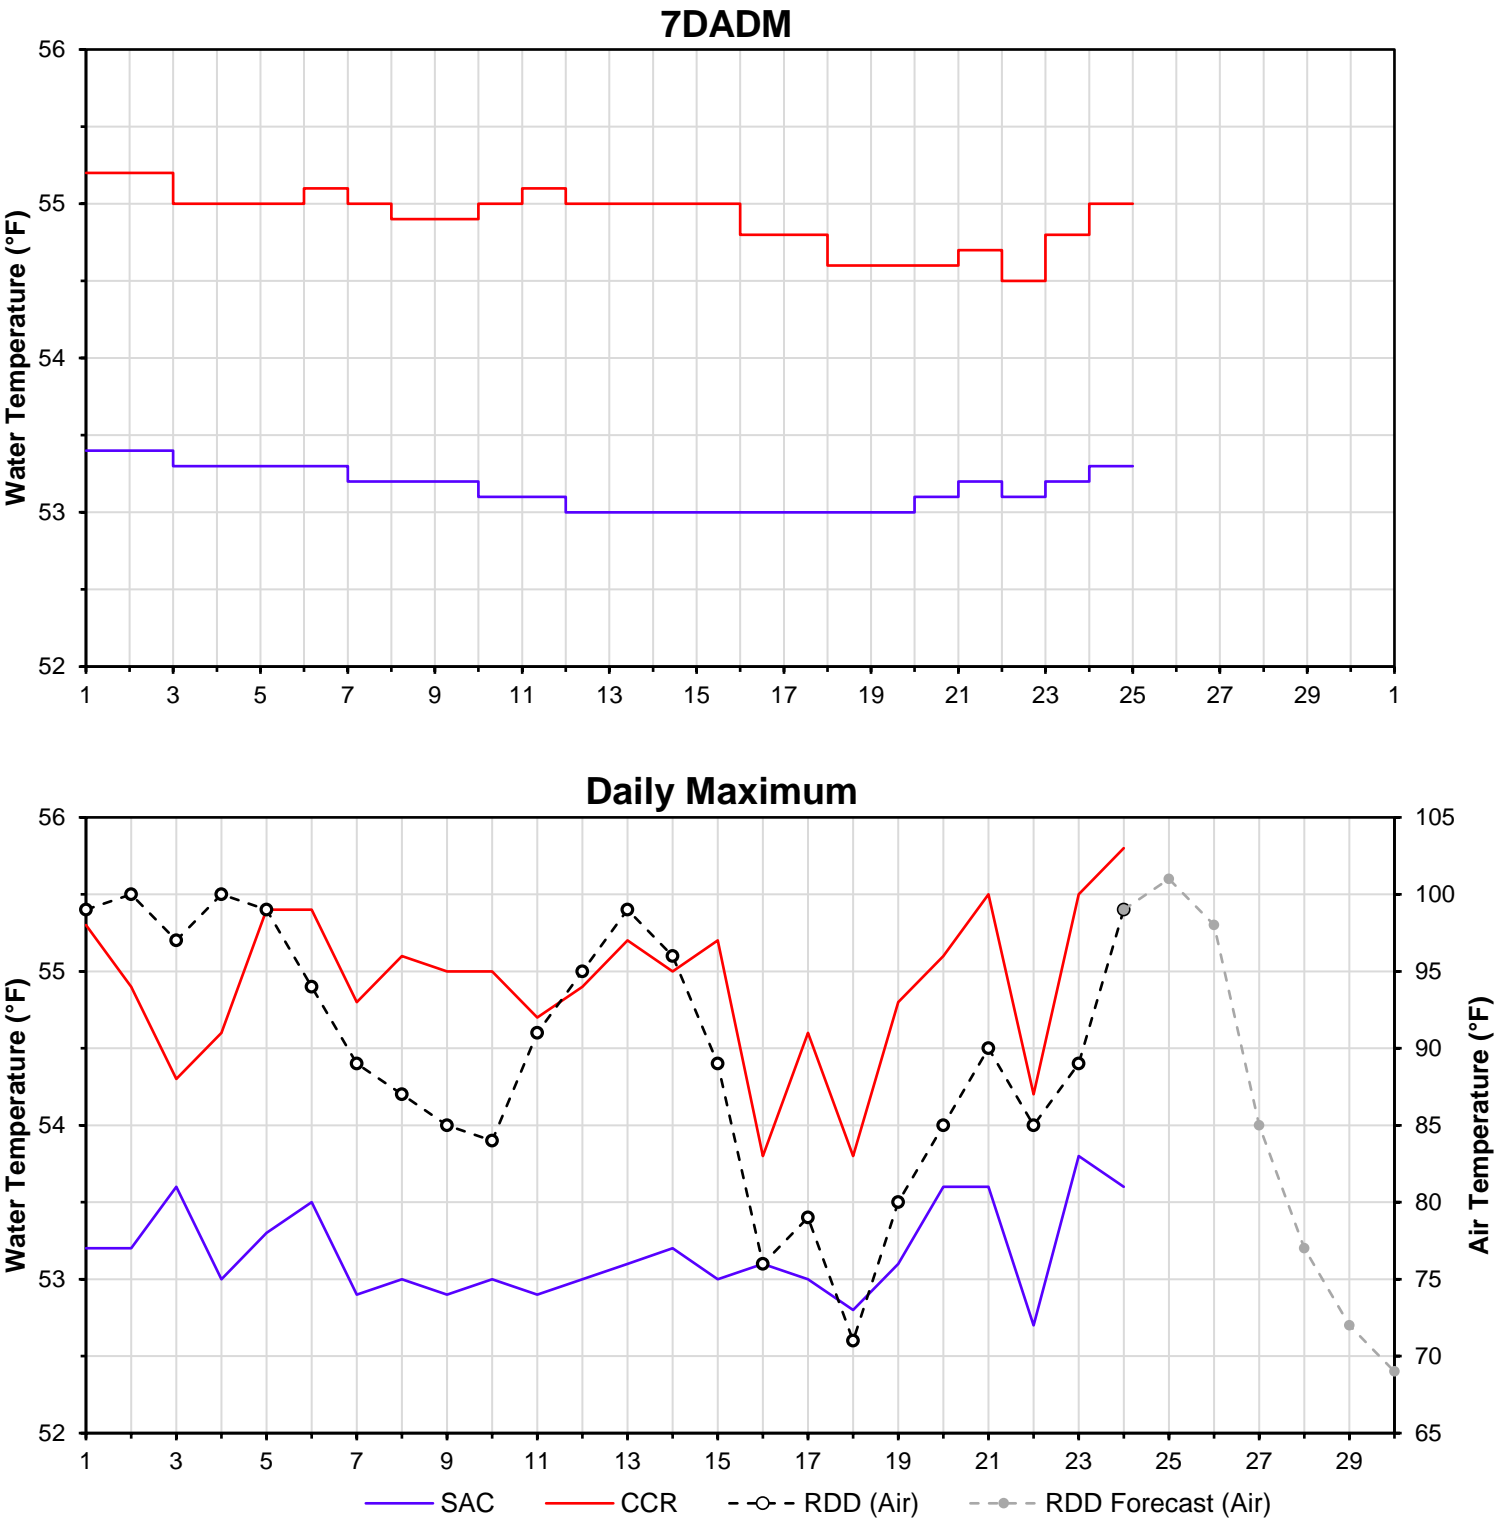 7DADM
56
55
54
53
52
Water Temperature (°F)
1 3 5 7 9 11 13 15 17 19 21 23 25 27 29 1
Daily Maximum
56 105
100
55 95
90
54 85
80
53 75
70
52 65
Water Temperature (°F)
Air Temperature (°F)
1 3 5 7 9 11 13 15 17 19 21 23 25 27 29
SAC CCR RDD (Air) RDD Forecast (Air)